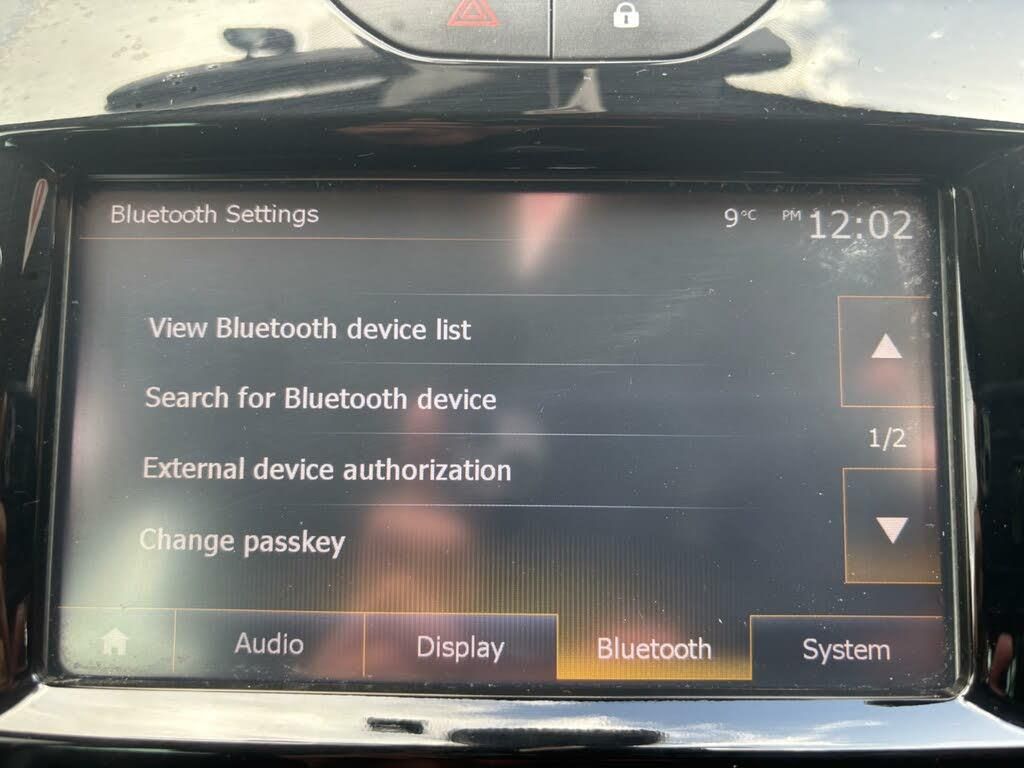 Bluetooth Settings
9°C PM 12:02
View Bluetooth device list
Search for Bluetooth device
1/2
External device authorization
Change passkey
Audio Display Bluetooth System